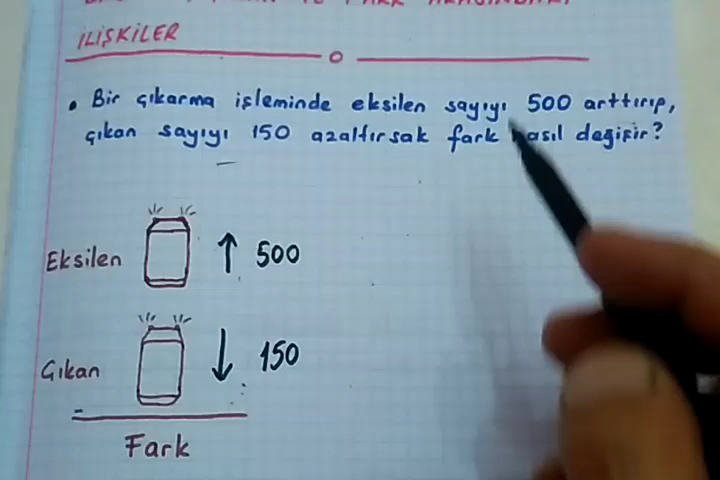 İLİŞKİLER
• Bir çıkarma işleminde eksilen sayıyı 500 arttırıp,
çıkan sayıyı 150 azaltırsak fark nasıl değişir?
Eksilen ↑ 500
Çıkan ↓ 150
-
Fark